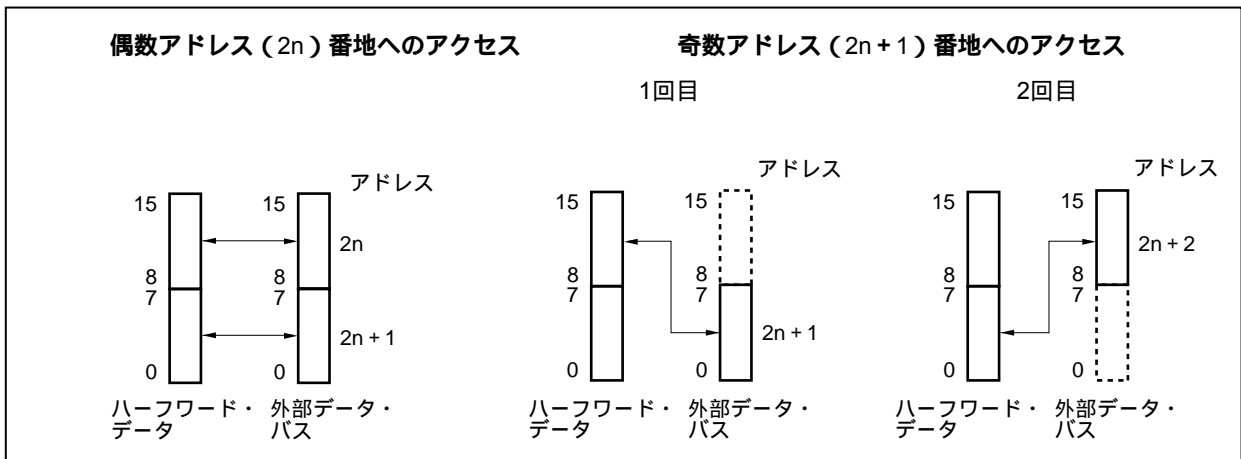 偶数アドレス（2n）番地へのアクセス
奇数アドレス（2n + 1）番地へのアクセス
1回目
2回目
アドレス
15
15
2n
8
8
7
7
2n + 1
0
0
ハーフワード・
データ
外部データ・
バス
アドレス
15
15
8
8
7
7
2n + 1
0
0
ハーフワード・
データ
外部データ・
バス
アドレス
15
15
2n + 2
8
8
7
7
0
0
ハーフワード・
データ
外部データ・
バス